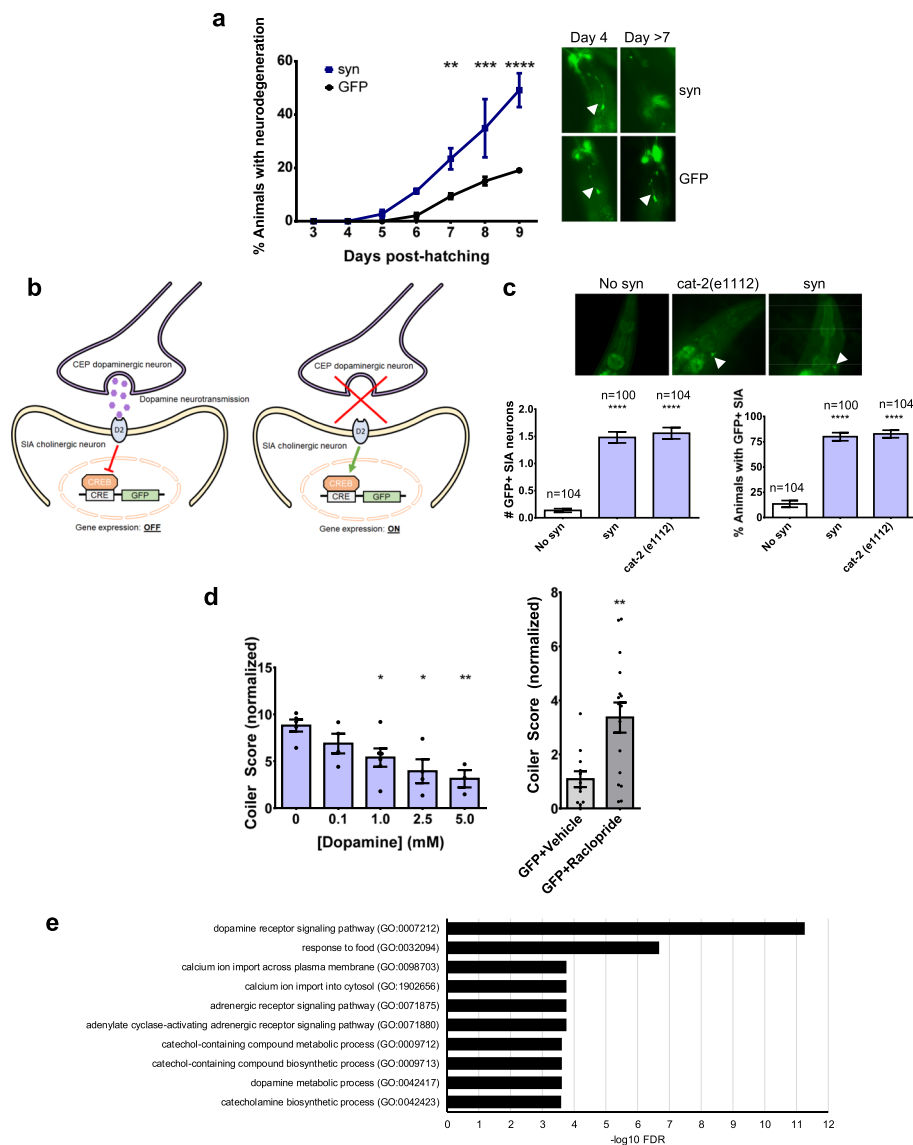 a
% Animals with neurodegeneration
60
40
20
0
syn
GFP
** *** ****
3 4 5 6 7 8 9
Days post-hatching
Day 4 Day >7
syn
GFP
b
CEP dopaminergic neuron
Dopamine neurotransmission
D2
SIA cholinergic neuron
CREB
CRE GFP
Gene expression: OFF
CEP dopaminergic neuron
D2
SIA cholinergic neuron
CREB
CRE GFP
Gene expression: ON
c
No syn cat-2(e1112) syn
# GFP+ SIA neurons
2.0
1.5
1.0
0.5
0.0
n=104
n=100
****
n=104
****
No syn
syn
cat-2 (e1112)
% Animals with GFP+ SIA
100
75
50
25
0
n=104
n=100
****
n=104
****
No syn
syn
cat-2 (e1112)
d
Coiler Score (normalized)
15
10
5
0
* * **
0 0.1 1.0 2.5 5.0
[Dopamine] (mM)
Coiler Score (normalized)
8
6
4
2
0
**
GFP+Vehicle
GFP+Raclopride
e
dopamine receptor signaling pathway (GO:0007212)
response to food (GO:0032094)
calcium ion import across plasma membrane (GO:0098703)
calcium ion import into cytosol (GO:1902656)
adrenergic receptor signaling pathway (GO:0071875)
adenylate cyclase-activating adrenergic receptor signaling pathway (GO:0071880)
catechol-containing compound metabolic process (GO:0009712)
catechol-containing compound biosynthetic process (GO:0009713)
dopamine metabolic process (GO:0042417)
catecholamine biosynthetic process (GO:0042423)
0 1 2 3 4 5 6 7 8 9 10 11 12
-log10 FDR